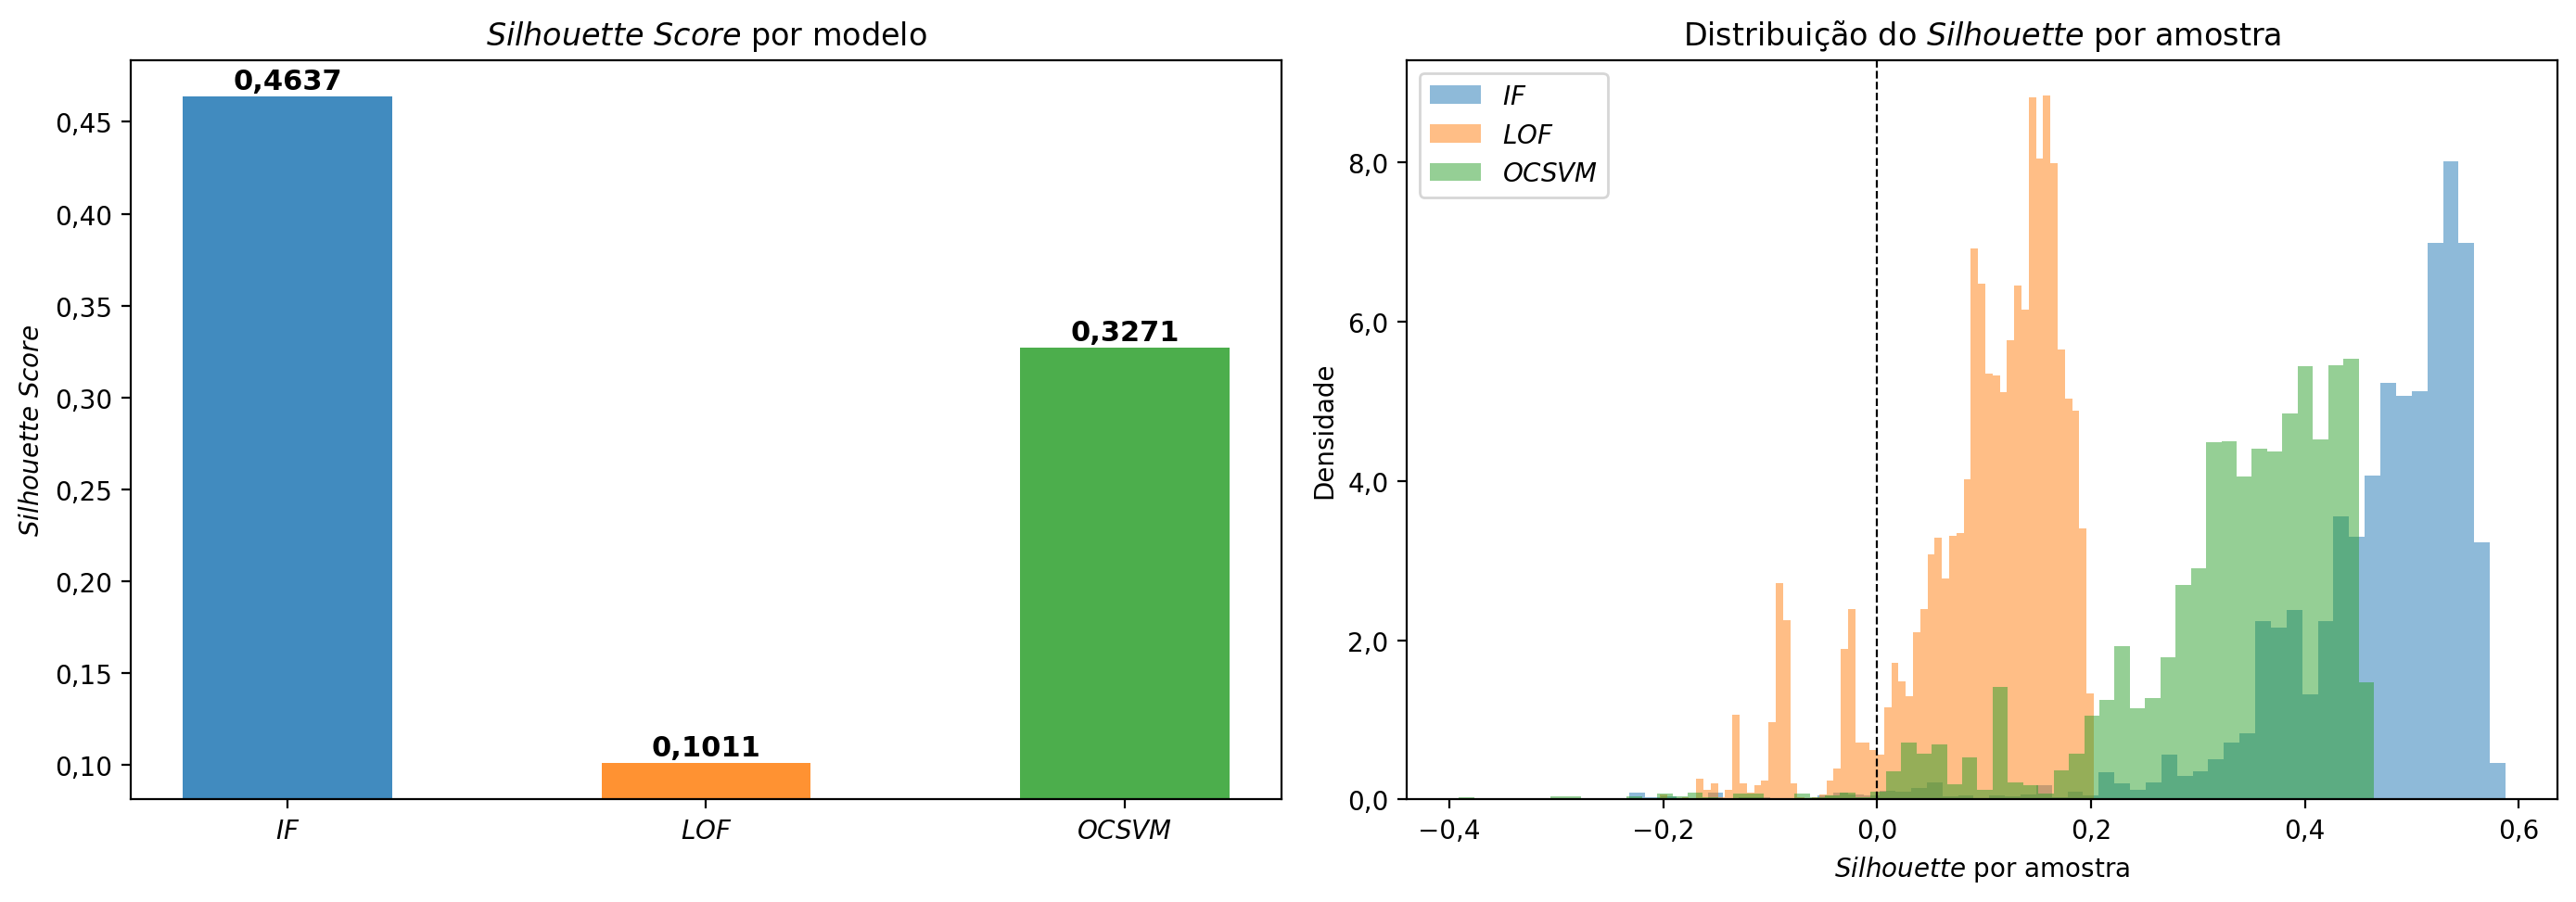 Silhouette Score por modelo
0,4637
0,1011
0,3271
0,45
0,40
0,35
0,30
0,25
0,20
0,15
0,10
Silhouette Score
IF
LOF
OCSVM
Distribuição do Silhouette por amostra
IF
LOF
OCSVM
8,0
6,0
4,0
2,0
0,0
Densidade
−0,4
−0,2
0,0
0,2
0,4
0,6
Silhouette por amostra